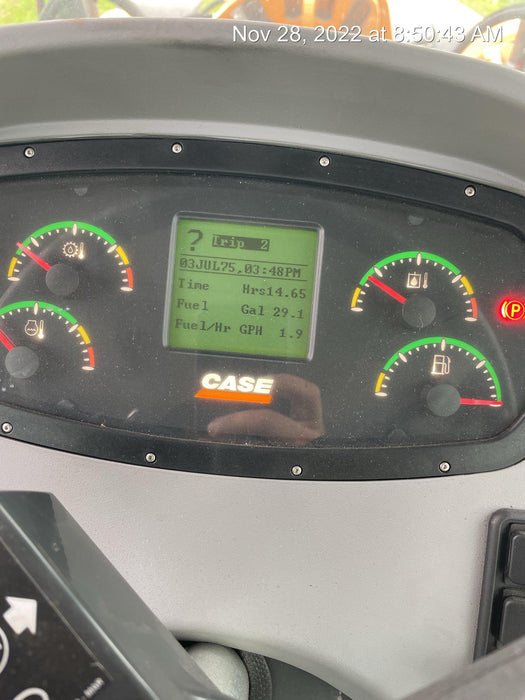 Nov 28, 2022 at 8:50:43 AM
? Trip 2
03JUL75,03:48PM
Time Hrs14.65
Fuel Gal 29.1
Fuel/Hr GPH 1.9
P
CASE